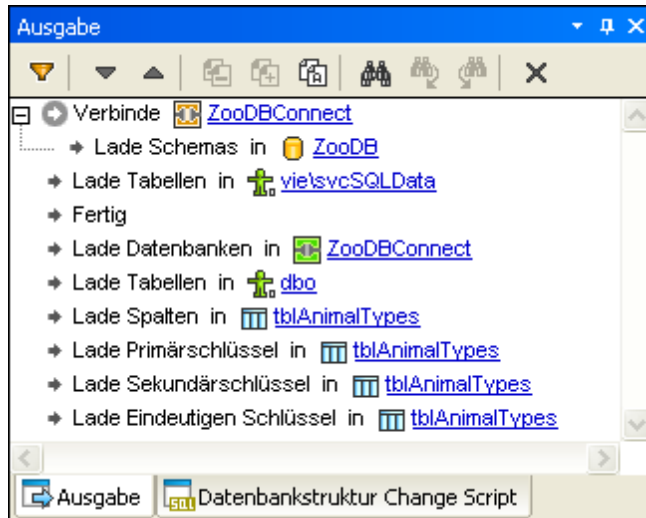 Ausgabe
Verbinde ZooDBConnect
Lade Schemas in ZooDB
Lade Tabellen in vie\svcSQLData
Fertig
Lade Datenbanken in ZooDBConnect
Lade Tabellen in dbo
Lade Spalten in tblAnimalTypes
Lade Primärschlüssel in tblAnimalTypes
Lade Sekundärschlüssel in tblAnimalTypes
Lade Eindeutigen Schlüssel in tblAnimalTypes
Ausgabe SQL Datenbankstruktur Change Script